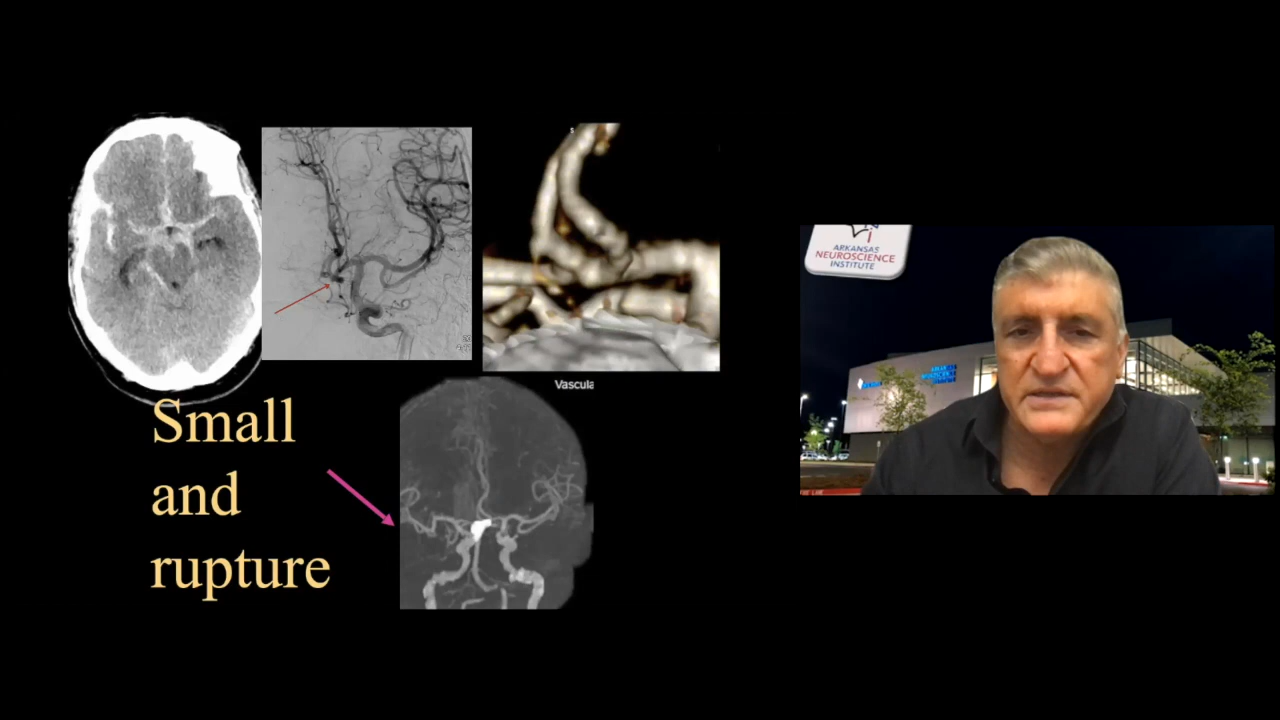 Small
and
rupture
Vascula
ARKANSAS
NEUROSCIENCE
INSTITUTE